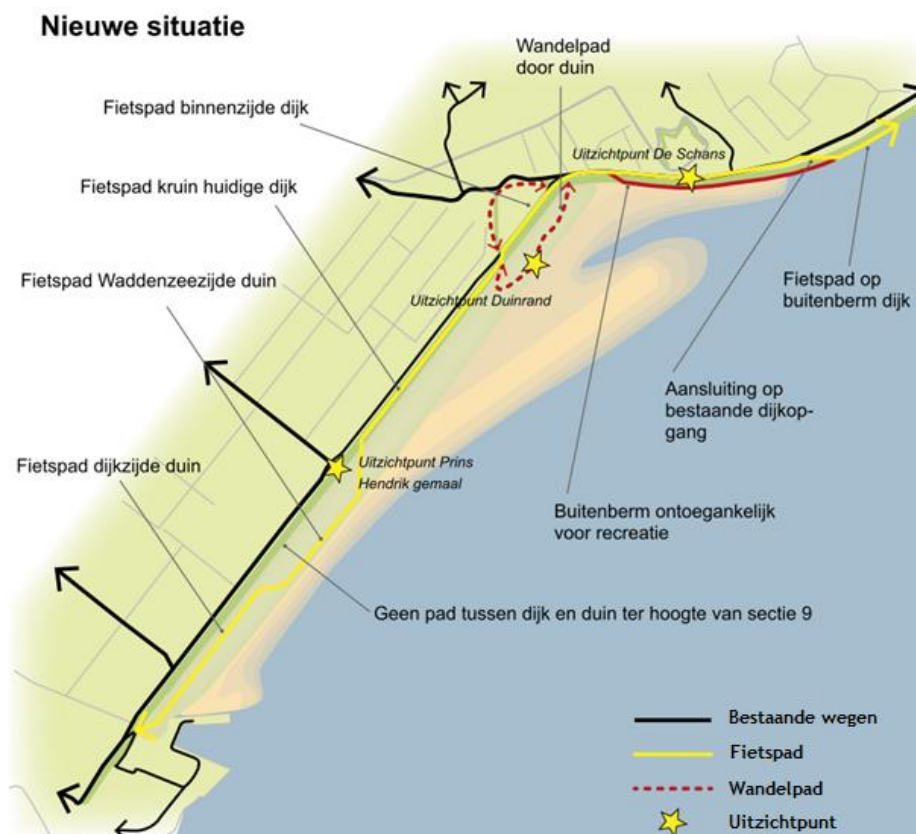 Nieuwe situatie
Wandelpad
door duin
Fietspad binnenzijde dijk
Uitzichtpunt De Schans
Fietspad kruin huidige dijk
Fietspad Waddenzeezijde duin
Uitzichtpunt Duinrand
Fietspad op
buitenberm dijk
Aansluiting op
bestaande dijkop-
gang
Fietspad dijkzijde duin
Uitzichtpunt Prins
Hendrik gemaal
Buitenberm ontoegankelijk
voor recreatie
Geen pad tussen dijk en duin ter hoogte van sectie 9
Bestaande wegen
Fietspad
Wandelpad
Uitzichtpunt